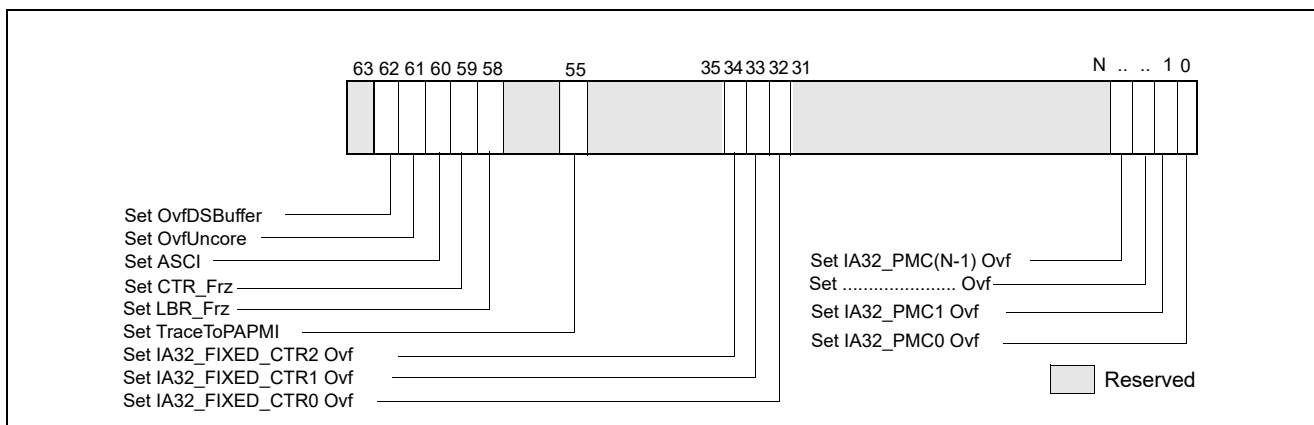 63 62 61 60 59 58 55 35 34 33 32 31 N .. .. 1 0
Set OvfDSBuffer
Set OvfUncore
Set ASCI
Set CTR_Frz
Set LBR_Frz
Set TraceToPAPMI
Set IA32_FIXED_CTR2 Ovf
Set IA32_FIXED_CTR1 Ovf
Set IA32_FIXED_CTR0 Ovf
Set IA32_PMC(N-1) Ovf
Set ...................... Ovf
Set IA32_PMC1 Ovf
Set IA32_PMC0 Ovf
Reserved